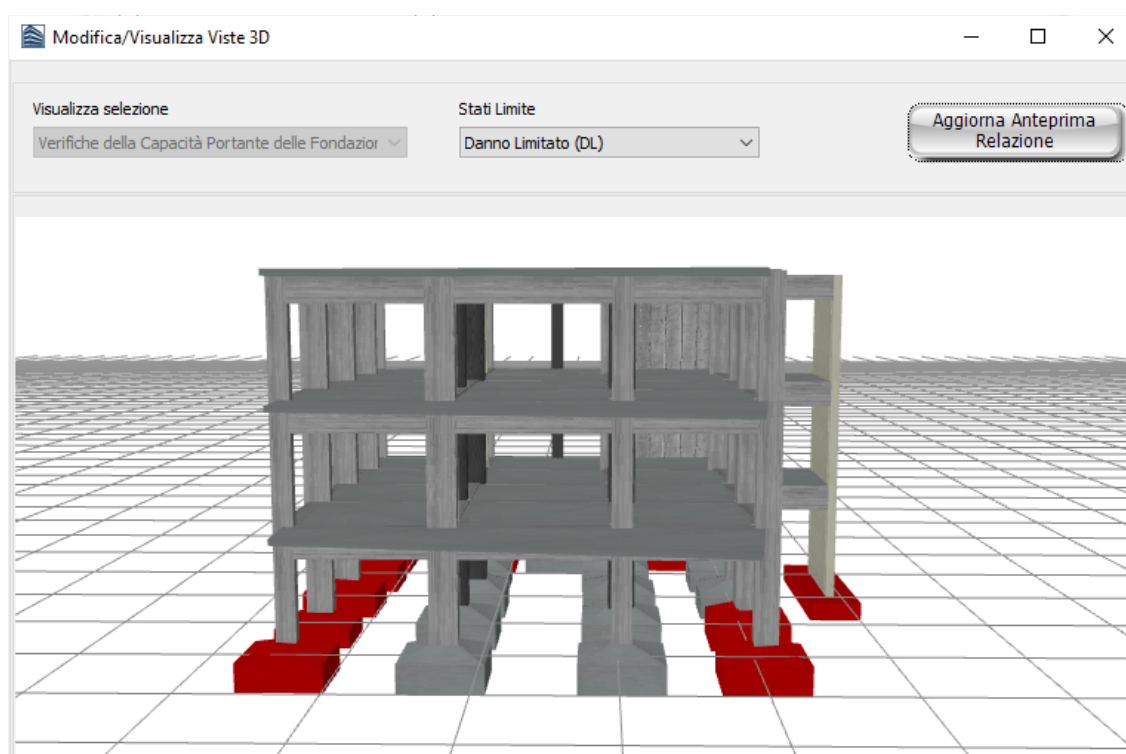 Modifica/Visualizza Viste 3D
Visualizza selezione
Stati Limite
Verifiche della Capacità Portante delle Fondazior
Danno Limitato (DL)
Aggiorna Anteprima
Relazione